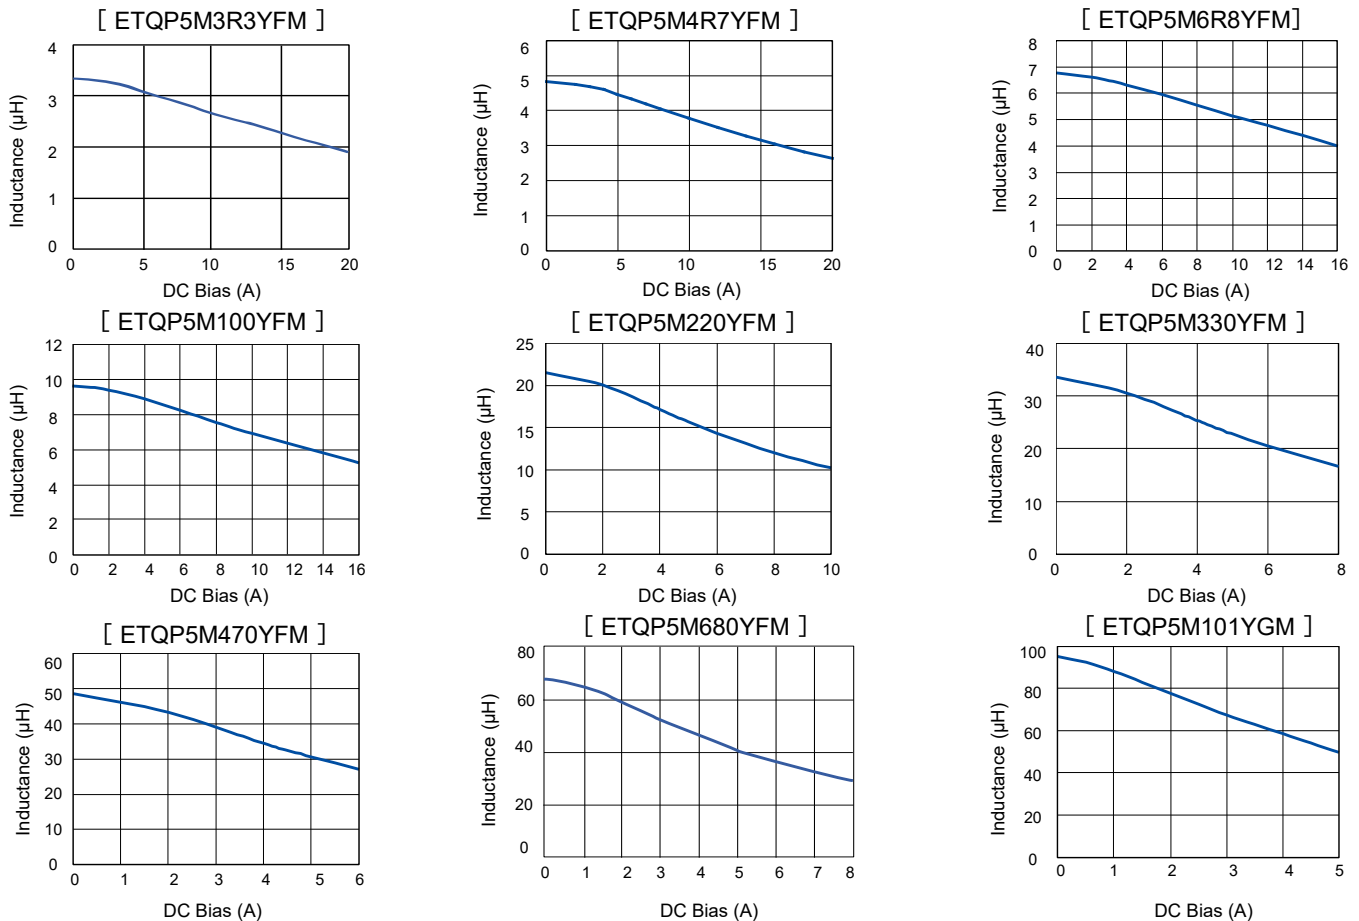 [ ETQP5M3R3YFM ]
Inductance (µH)
4
3
2
1
0
0 5 10 15 20
DC Bias (A)
[ ETQP5M4R7YFM ]
Inductance (µH)
6
5
4
3
2
1
0
0 5 10 15 20
DC Bias (A)
[ ETQP5M6R8YFM]
Inductance (µH)
8
7
6
5
4
3
2
1
0
0 2 4 6 8 10 12 14 16
DC Bias (A)
[ ETQP5M100YFM ]
Inductance (µH)
12
10
8
6
4
2
0
0 2 4 6 8 10 12 14 16
DC Bias (A)
[ ETQP5M220YFM ]
Inductance (µH)
25
20
15
10
5
0
0 2 4 6 8 10
DC Bias (A)
[ ETQP5M330YFM ]
Inductance (µH)
40
30
20
10
0
0 2 4 6 8
DC Bias (A)
[ ETQP5M470YFM ]
Inductance (µH)
60
50
40
30
20
10
0
0 1 2 3 4 5 6
DC Bias (A)
[ ETQP5M680YFM ]
Inductance (µH)
80
60
40
20
0
0 1 2 3 4 5 6 7 8
DC Bias (A)
[ ETQP5M101YGM ]
Inductance (µH)
100
80
60
40
20
0
0 1 2 3 4 5
DC Bias (A)